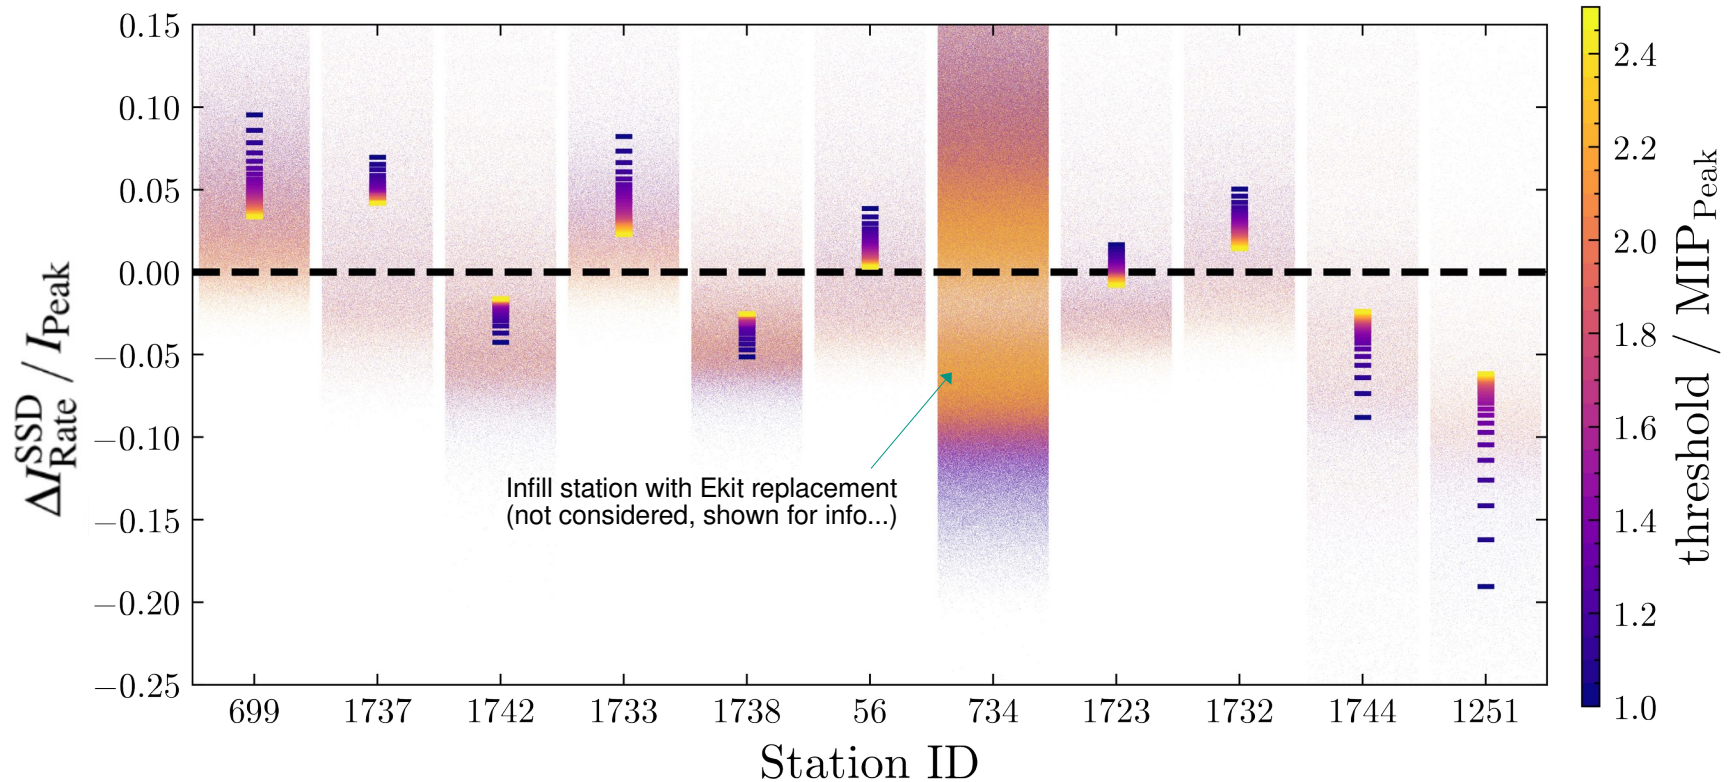 0.15
0.10
0.05
0.00
−0.05
−0.10
−0.15
−0.20
−0.25
ΔI^SSD_Rate / I_Peak
Infill station with Ekit replacement
(not considered, shown for info...)
699 1737 1742 1733 1738 56 734 1723 1732 1744 1251
Station ID
2.4
2.2
2.0
1.8
1.6
1.4
1.2
1.0
threshold / MIP_Peak